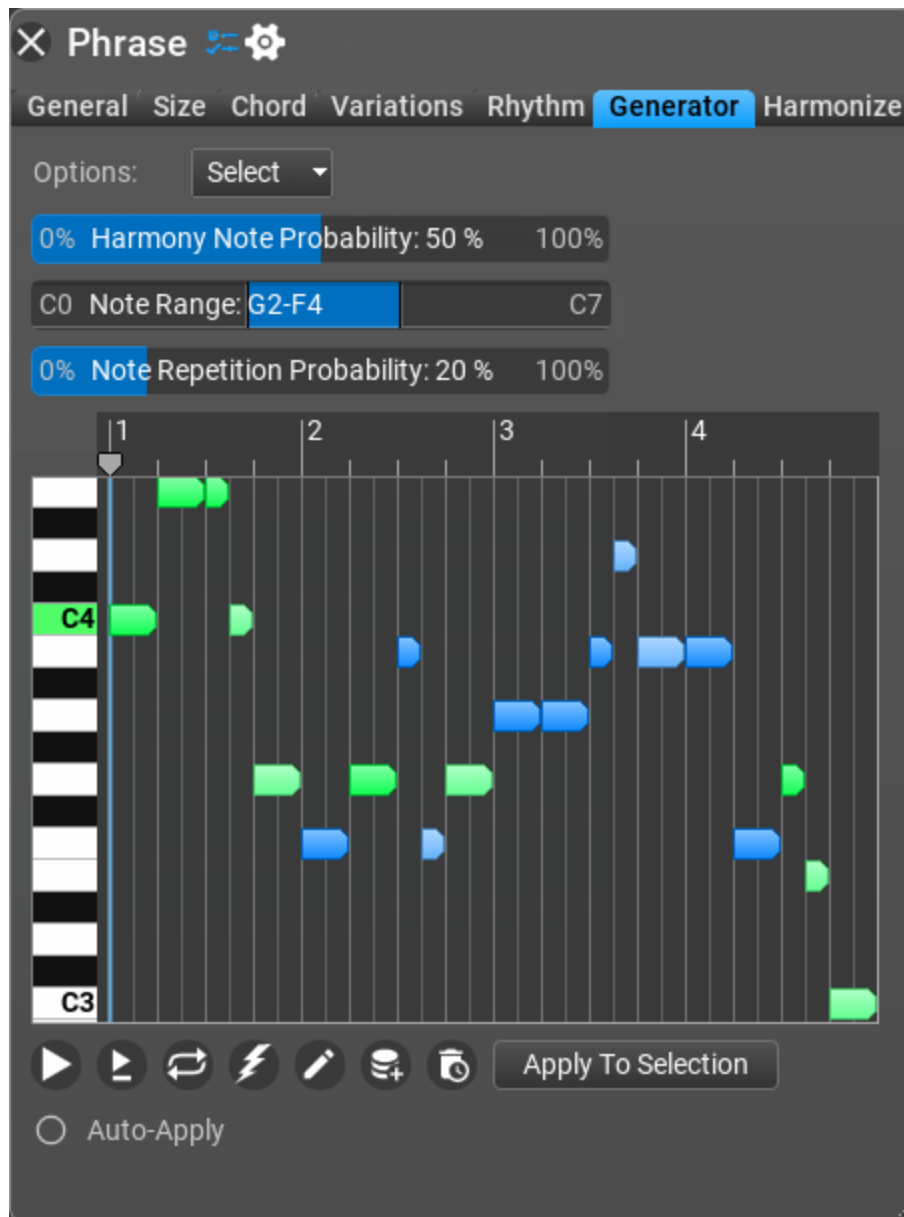 Phrase
General Size Chord Variations Rhythm Generator Harmonize
Options: Select
0% Harmony Note Probability: 50 % 100%
C0 Note Range: G2-F4 C7
0% Note Repetition Probability: 20 % 100%
1 2 3 4
C4
C3
Apply To Selection
Auto-Apply